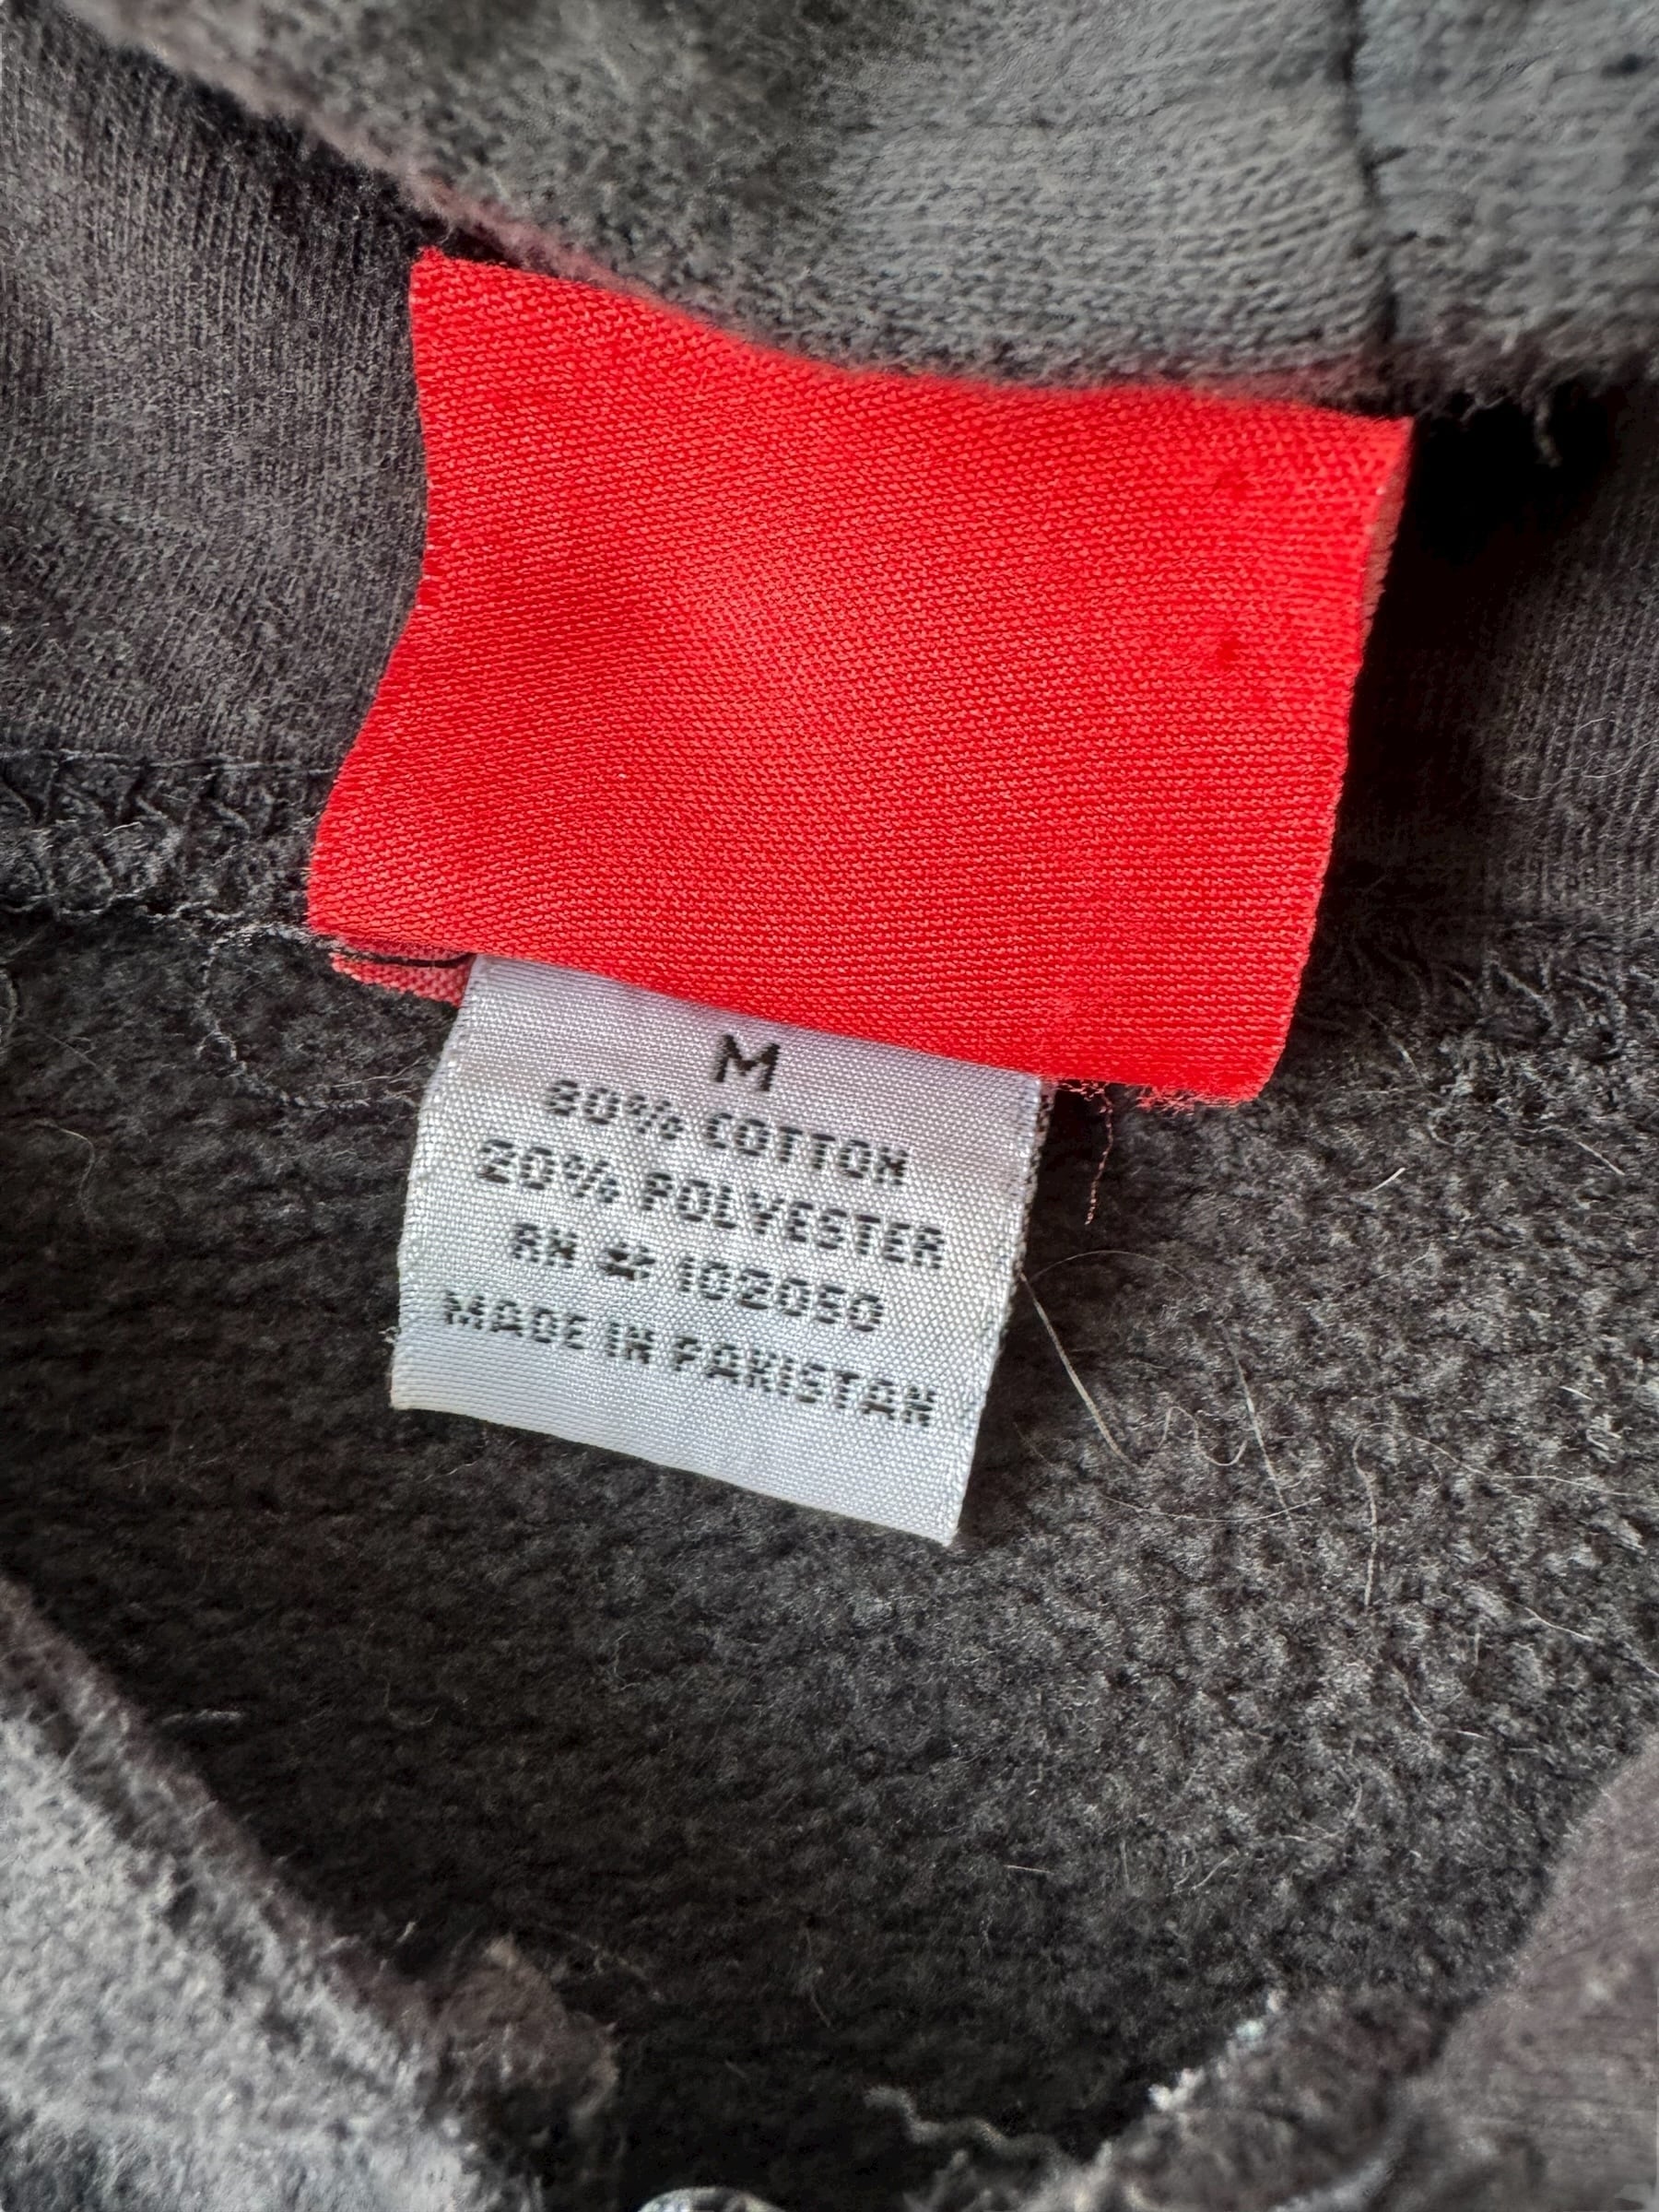 M
80% COTTON
20% POLYESTER
RN # 102050
MADE IN PAKISTAN